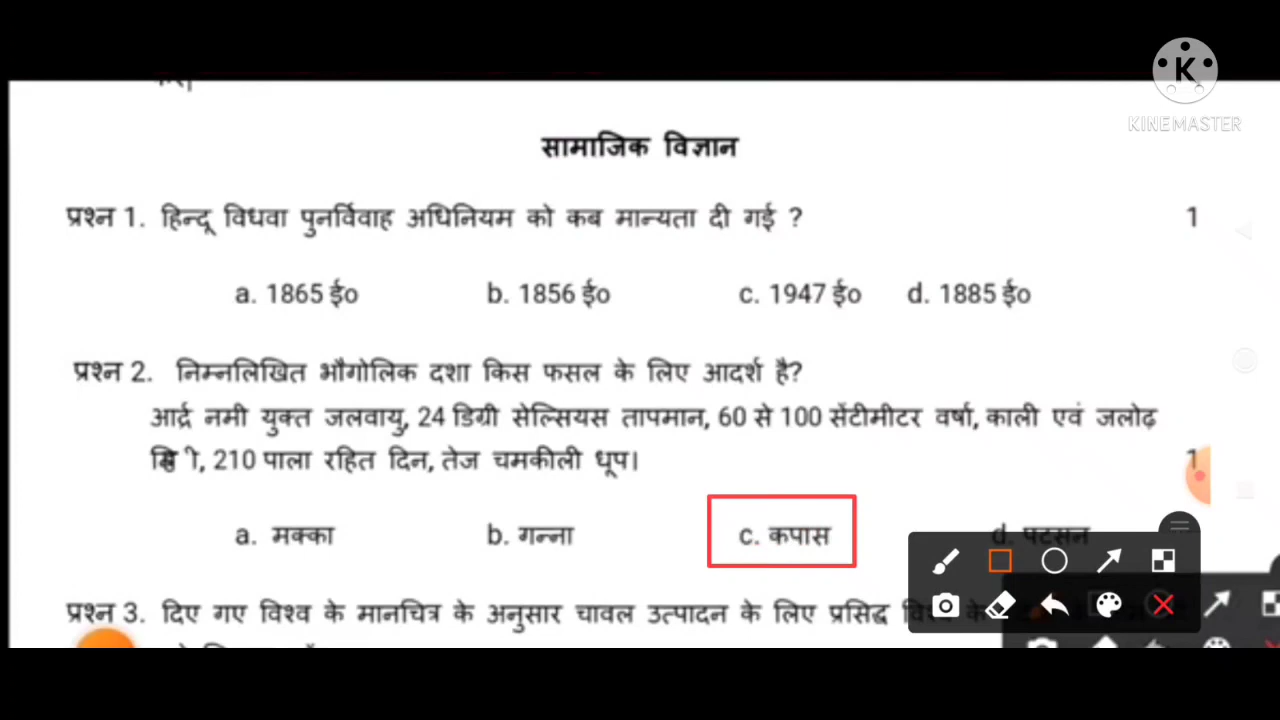 KINEMASTER
सामाजिक विज्ञान
प्रश्न 1. हिन्दू विधवा पुनर्विवाह अधिनियम को कब मान्यता दी गई ? 1
a. 1865 ई० b. 1856 ई० c. 1947 ई० d. 1885 ई०
प्रश्न 2. निम्नलिखित भौगोलिक दशा किस फसल के लिए आदर्श है?
आर्द्र नमी युक्त जलवायु, 24 डिग्री सेल्सियस तापमान, 60 से 100 सेंटीमीटर वर्षा, काली एवं जलोढ़
210 पाला रहित दिन, तेज चमकीली धूप। 1
a. मक्का b. गन्ना c. कपास d. पटसन
प्रश्न 3. दिए गए विश्व के मानचित्र के अनुसार चावल उत्पादन के लिए प्रसिद्ध